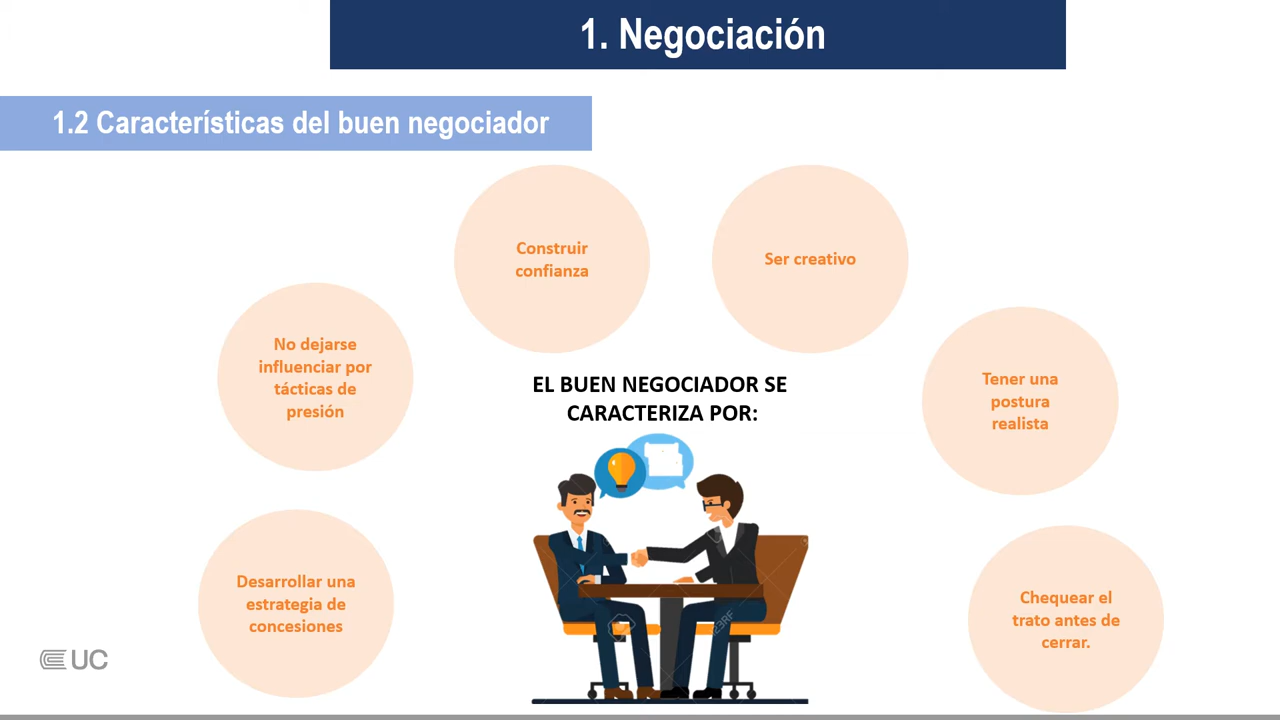 1. Negociación
1.2 Características del buen negociador
Construir
confianza
Ser creativo
No dejarse
influenciar por
tácticas de
presión
Tener una
postura
realista
EL BUEN NEGOCIADOR SE
CARACTERIZA POR:
Desarrollar una
estrategia de
concesiones
Chequear el
trato antes de
cerrar.
UC
123RF